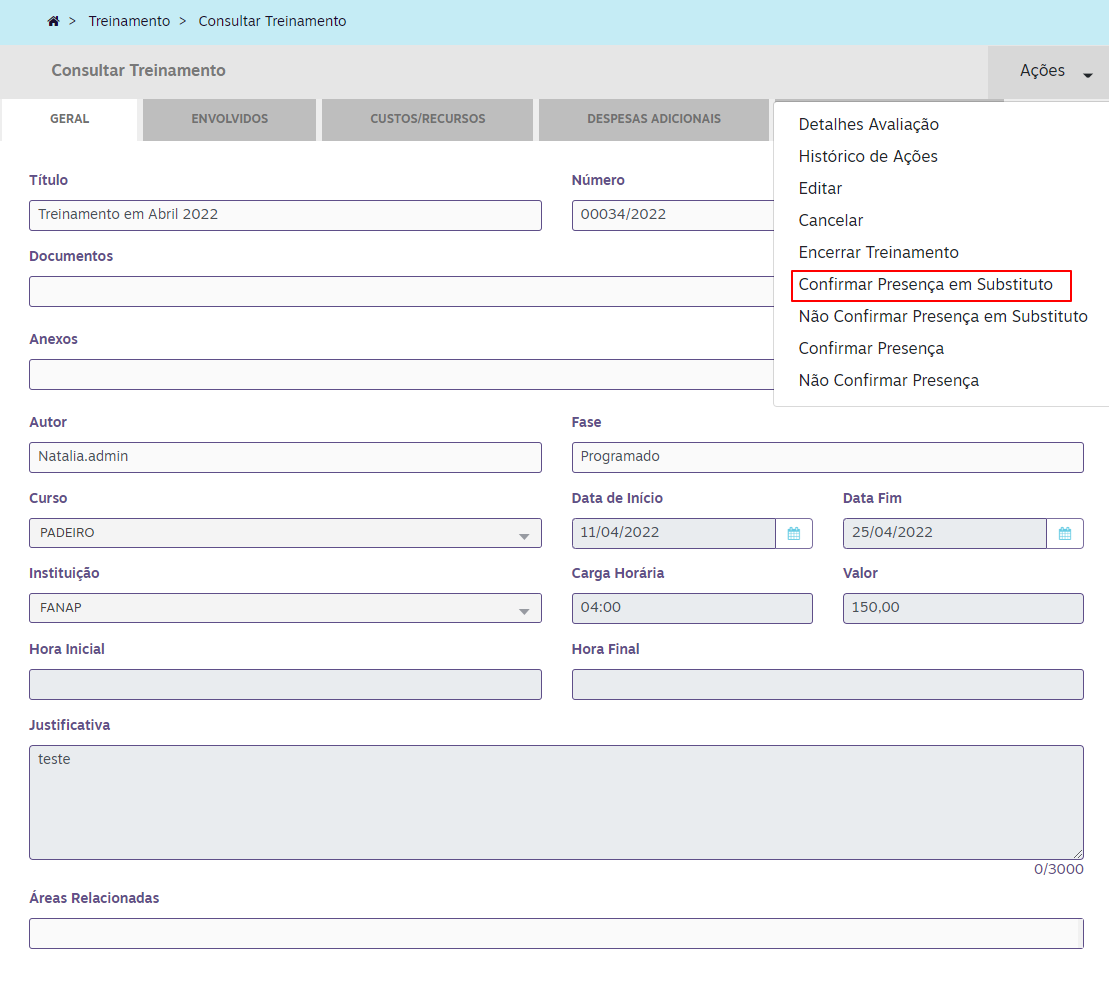 > Treinamento > Consultar Treinamento
Consultar Treinamento
Ações
GERAL
ENVOLVIDOS
CUSTOS/RECURSOS
DESPESAS ADICIONAIS
Detalhes Avaliação
Histórico de Ações
Editar
Cancelar
Encerrar Treinamento
Confirmar Presença em Substituto
Não Confirmar Presença em Substituto
Confirmar Presença
Não Confirmar Presença
Título
Número
Treinamento em Abril 2022
00034/2022
Documentos
Anexos
Autor
Fase
Natalia.admin
Programado
Curso
Data de Início
Data Fim
PADEIRO
11/04/2022
25/04/2022
Instituição
Carga Horária
Valor
FANAP
04:00
150,00
Hora Inicial
Hora Final
Justificativa
teste
0/3000
Áreas Relacionadas